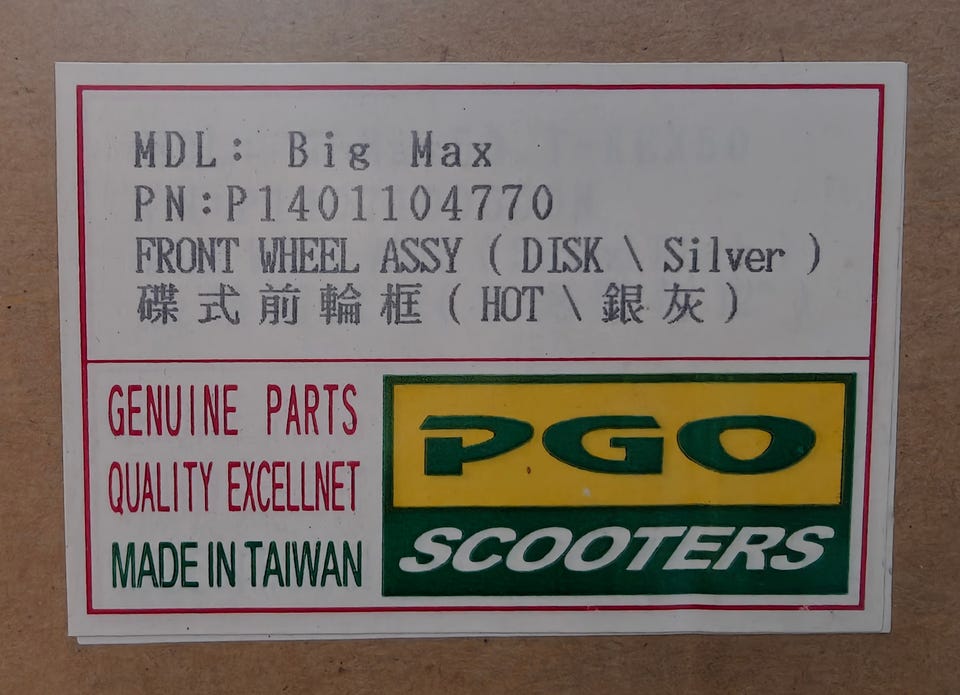 MDL: Big Max
PN:P1401104770
FRONT WHEEL ASSY ( DISK \ Silver )
碟式前輪框 ( HOT \ 銀灰 )
GENUINE PARTS
QUALITY EXCELLNET
MADE IN TAIWAN
PGO
SCOOTERS